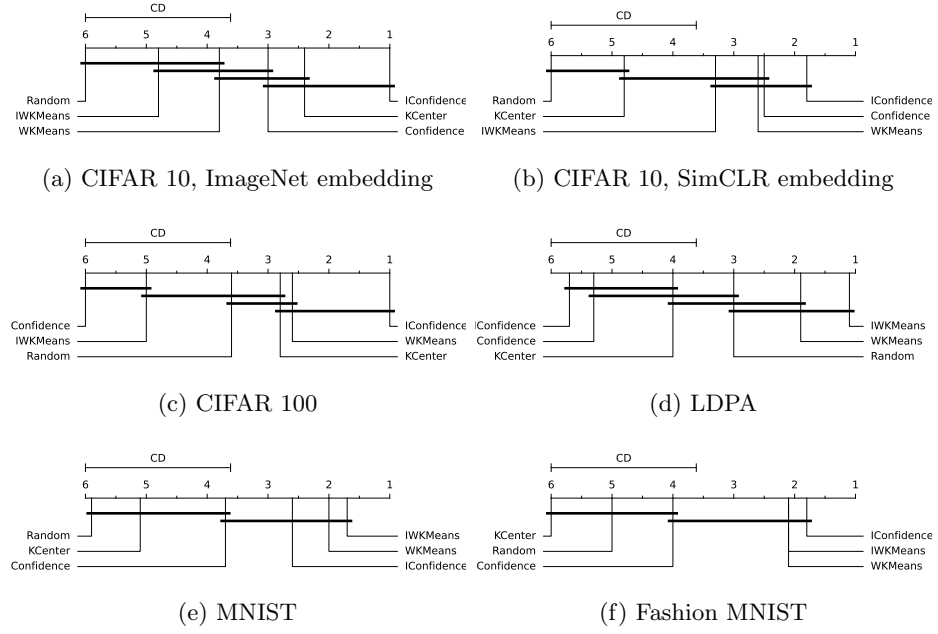 CD
6 5 4 3 2 1
Random IConfidence
IWKMeans KCenter
WKMeans Confidence
(a) CIFAR 10, ImageNet embedding
CD
6 5 4 3 2 1
Random IConfidence
KCenter Confidence
IWKMeans WKMeans
(b) CIFAR 10, SimCLR embedding
CD
6 5 4 3 2 1
Confidence IConfidence
IWKMeans WKMeans
Random KCenter
(c) CIFAR 100
CD
6 5 4 3 2 1
IConfidence IWKMeans
Confidence WKMeans
KCenter Random
(d) LDPA
CD
6 5 4 3 2 1
Random IWKMeans
KCenter WKMeans
Confidence IConfidence
(e) MNIST
CD
6 5 4 3 2 1
KCenter IConfidence
Random IWKMeans
Confidence WKMeans
(f) Fashion MNIST